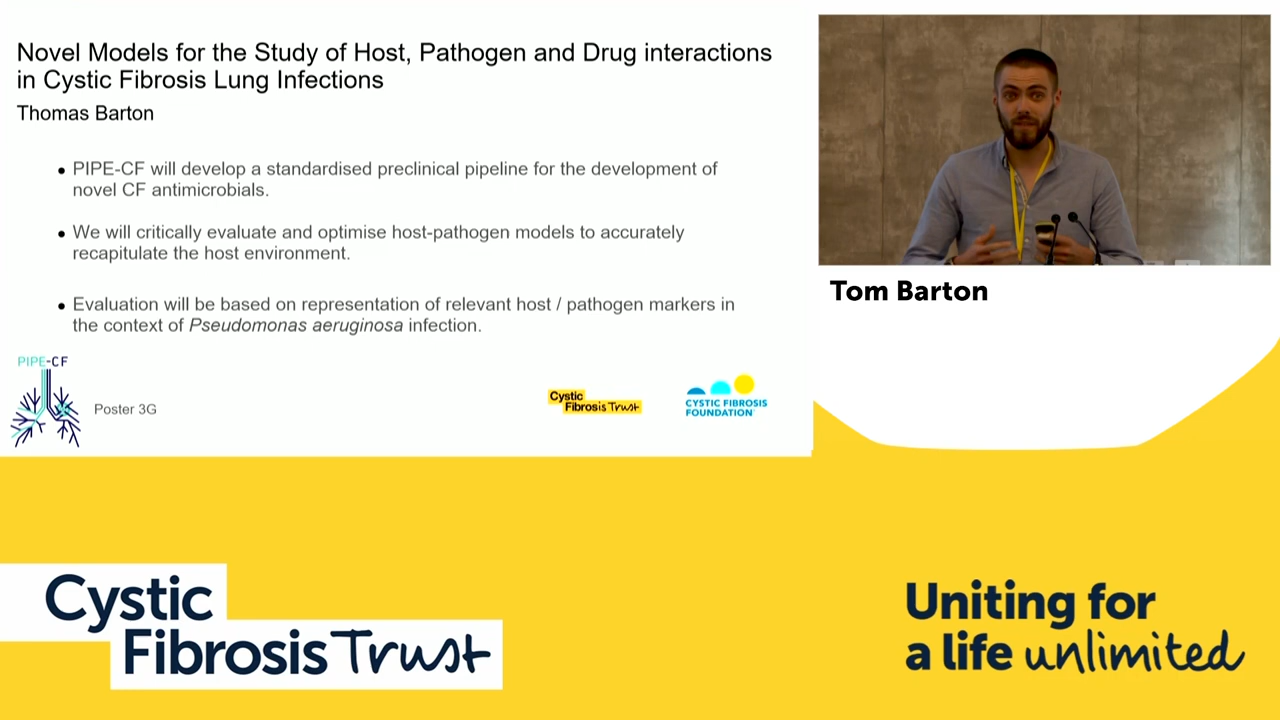 Novel Models for the Study of Host, Pathogen and Drug interactions
in Cystic Fibrosis Lung Infections
Thomas Barton
• PIPE-CF will develop a standardised preclinical pipeline for the development of
novel CF antimicrobials.
• We will critically evaluate and optimise host-pathogen models to accurately
recapitulate the host environment.
• Evaluation will be based on representation of relevant host / pathogen markers in
the context of Pseudomonas aeruginosa infection.
PIPE-CF
Poster 3G
Cystic
Fibrosis Trust
CYSTIC FIBROSIS
FOUNDATION
Tom Barton
Cystic
Fibrosis Trust
Uniting for
a life unlimited